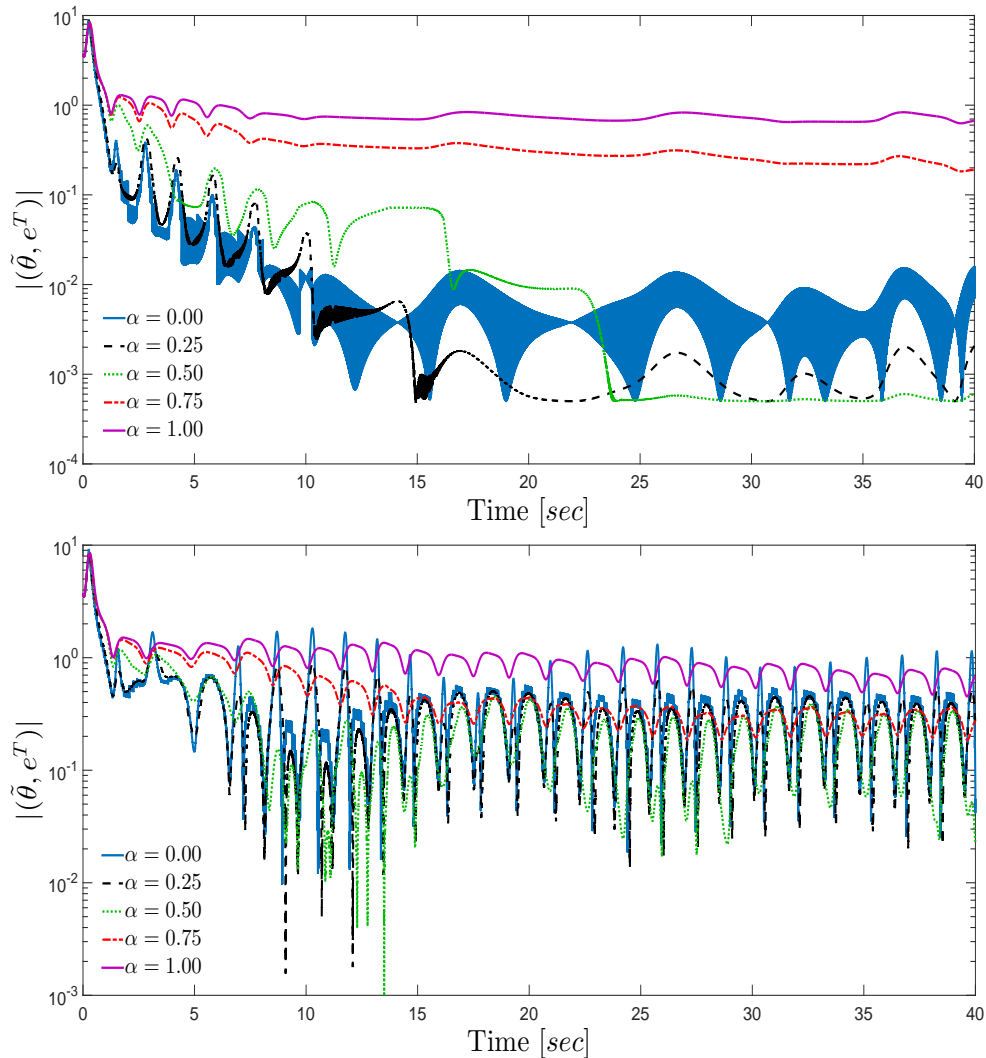 10^1
10^0
10^{-1}
10^{-2}
10^{-3}
10^{-4}
|(\tilde{θ}, e^T)|
α = 0.00
α = 0.25
α = 0.50
α = 0.75
α = 1.00
0 5 10 15 20 25 30 35 40
Time [sec]
10^1
10^0
10^{-1}
10^{-2}
10^{-3}
|(\tilde{θ}, e^T)|
α = 0.00
α = 0.25
α = 0.50
α = 0.75
α = 1.00
0 5 10 15 20 25 30 35 40
Time [sec]